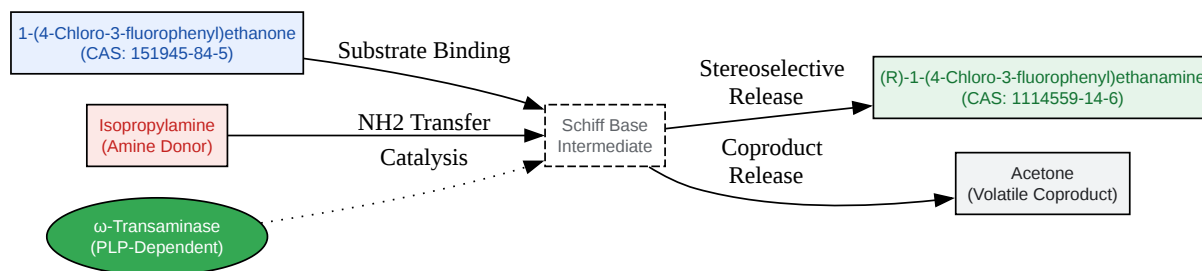 1-(4-Chloro-3-fluorophenyl)ethanone
(CAS: 151945-84-5)
Substrate Binding
Isopropylamine
(Amine Donor)
NH2 Transfer
Catalysis
ω-Transaminase
(PLP-Dependent)
Schiff Base
Intermediate
Stereoselective
Release
(R)-1-(4-Chloro-3-fluorophenyl)ethanamine
(CAS: 1114559-14-6)
Coproduct
Release
Acetone
(Volatile Coproduct)